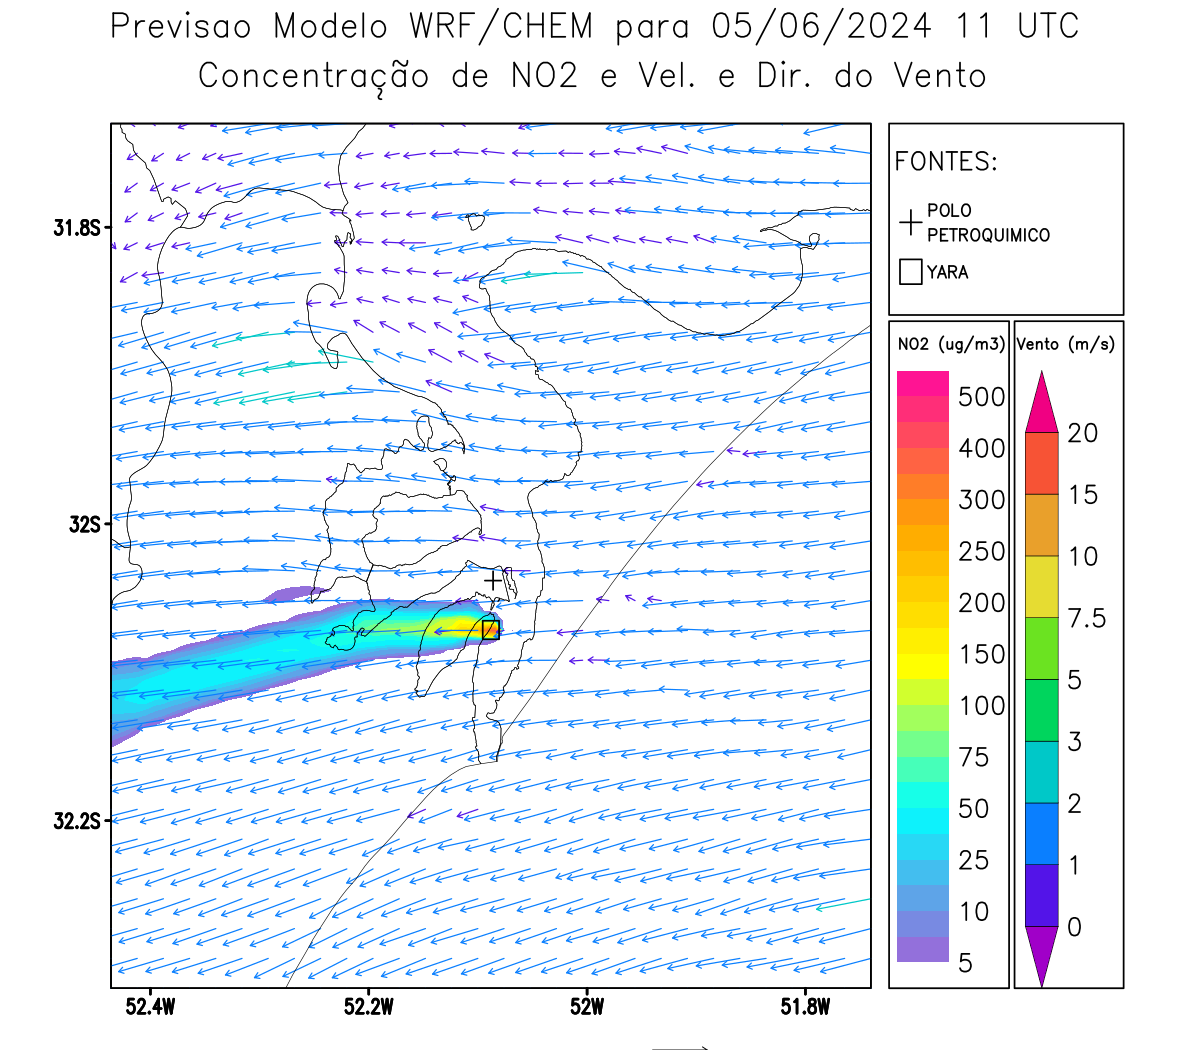 Previsao Modelo WRF/CHEM para 05/06/2024 11 UTC
Concentração de NO2 e Vel. e Dir. do Vento
FONTES:
POLO
PETROQUIMICO
YARA
31.8S
32S
32.2S
52.4W
52.2W
52W
51.8W
NO2 (ug/m3)
500
400
300
250
200
150
100
75
50
25
10
5
Vento (m/s)
20
15
10
7.5
5
3
2
1
0